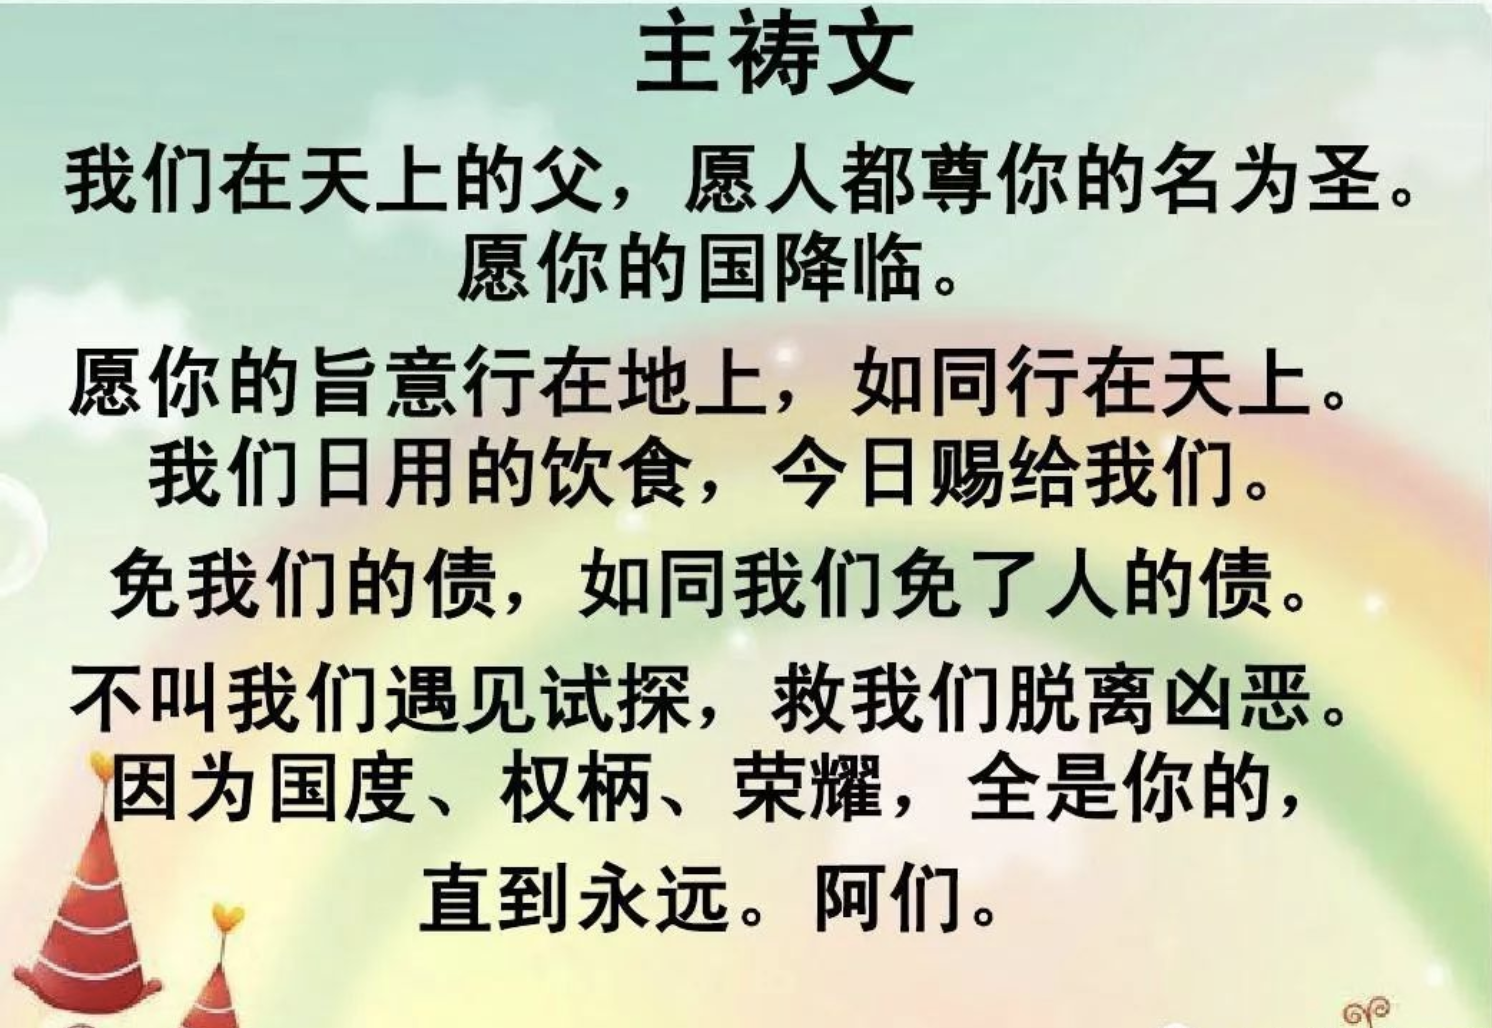 主祷文
我们在天上的父，愿人都尊你的名为圣。
愿你的国降临。
愿你的旨意行在地上，如同行在天上。
我们日用的饮食，今日赐给我们。
免我们的债，如同我们免了人的债。
不叫我们遇见试探，救我们脱离凶恶。
因为国度、权柄、荣耀，全是你的，
直到永远。阿们。